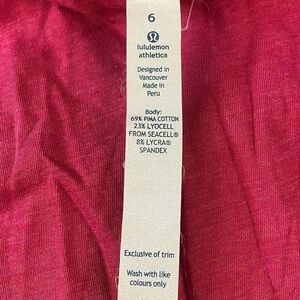 6
lululemon
athletica
Designed in
Vancouver
Made in
Peru
Body:
69% PIMA COTTON
23% LYOCELL
FROM SEACELL®
8% LYCRA®
SPANDEX
Exclusive of trim
Wash with like
colours only